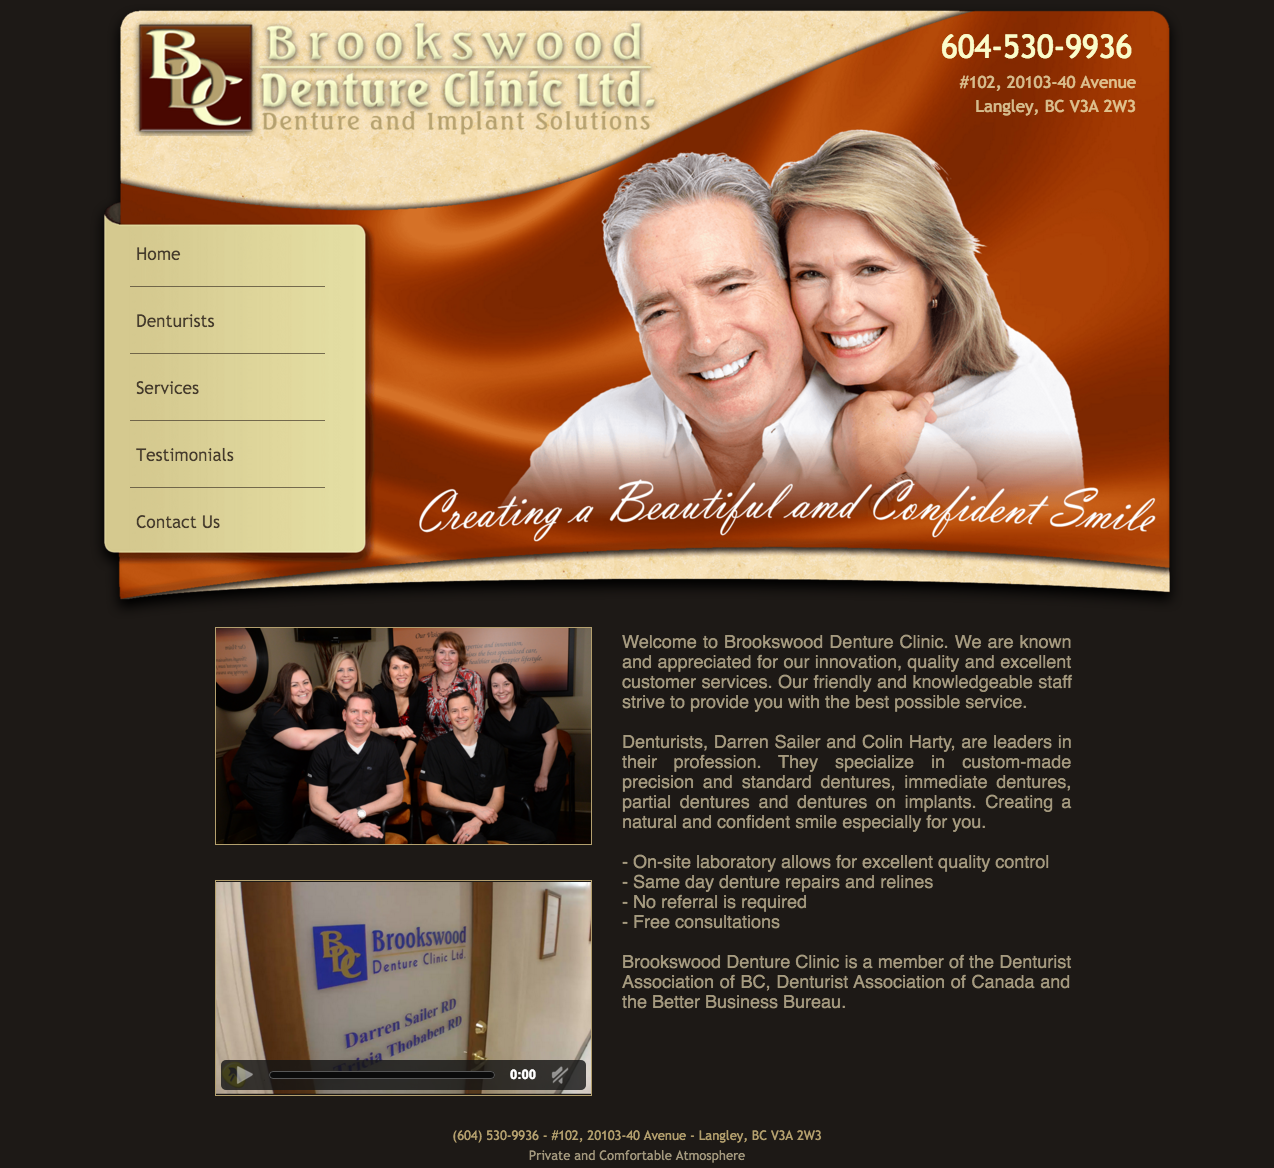 BDC
Brookswood
Denture Clinic Ltd.
Denture and Implant Solutions
604-530-9936
#102, 20103-40 Avenue
Langley, BC V3A 2W3
Home
Denturists
Services
Testimonials
Contact Us
Creating a Beautiful amd Confident Smile
Our
Welcome to Brookswood Denture Clinic. We are known
and appreciated for our innovation, quality and excellent
customer services. Our friendly and knowledgeable staff
strive to provide you with the best possible service.
Denturists, Darren Sailer and Colin Harty, are leaders in
their profession. They specialize in custom-made
precision and standard dentures, immediate dentures,
partial dentures and dentures on implants. Creating a
natural and confident smile especially for you.
- On-site laboratory allows for excellent quality control
- Same day denture repairs and relines
- No referral is required
- Free consultations
Brookswood Denture Clinic is a member of the Denturist
Association of BC, Denturist Association of Canada and
the Better Business Bureau.
BDC
Brookswood
Denture Clinic Ltd.
Darren Sailer RD
Tricia Thobaben RD
0:00
(604) 530-9936 - #102, 20103-40 Avenue - Langley, BC V3A 2W3
Private and Comfortable Atmosphere